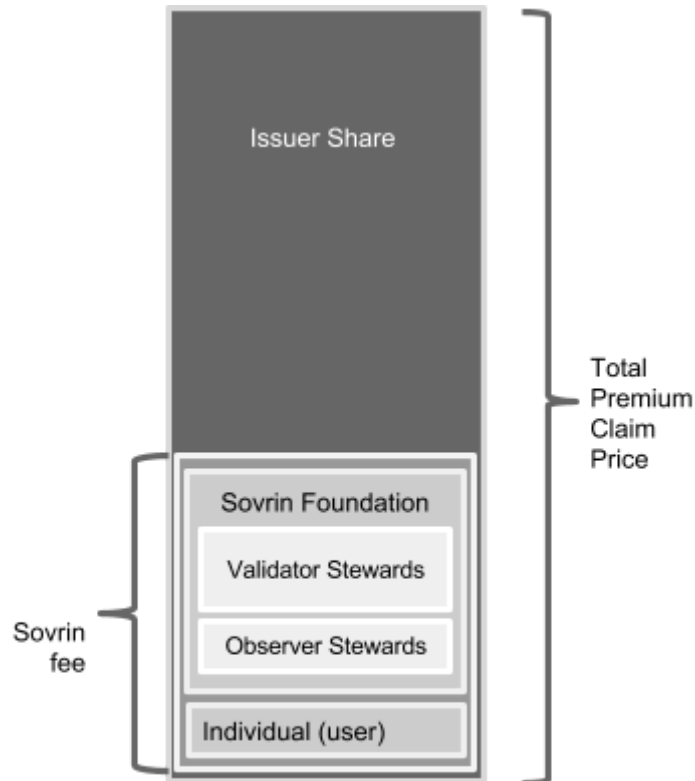 Issuer Share
Total
Premium
Claim
Price
Sovrin Foundation
Validator Stewards
Observer Stewards
Sovrin
fee
Individual (user)